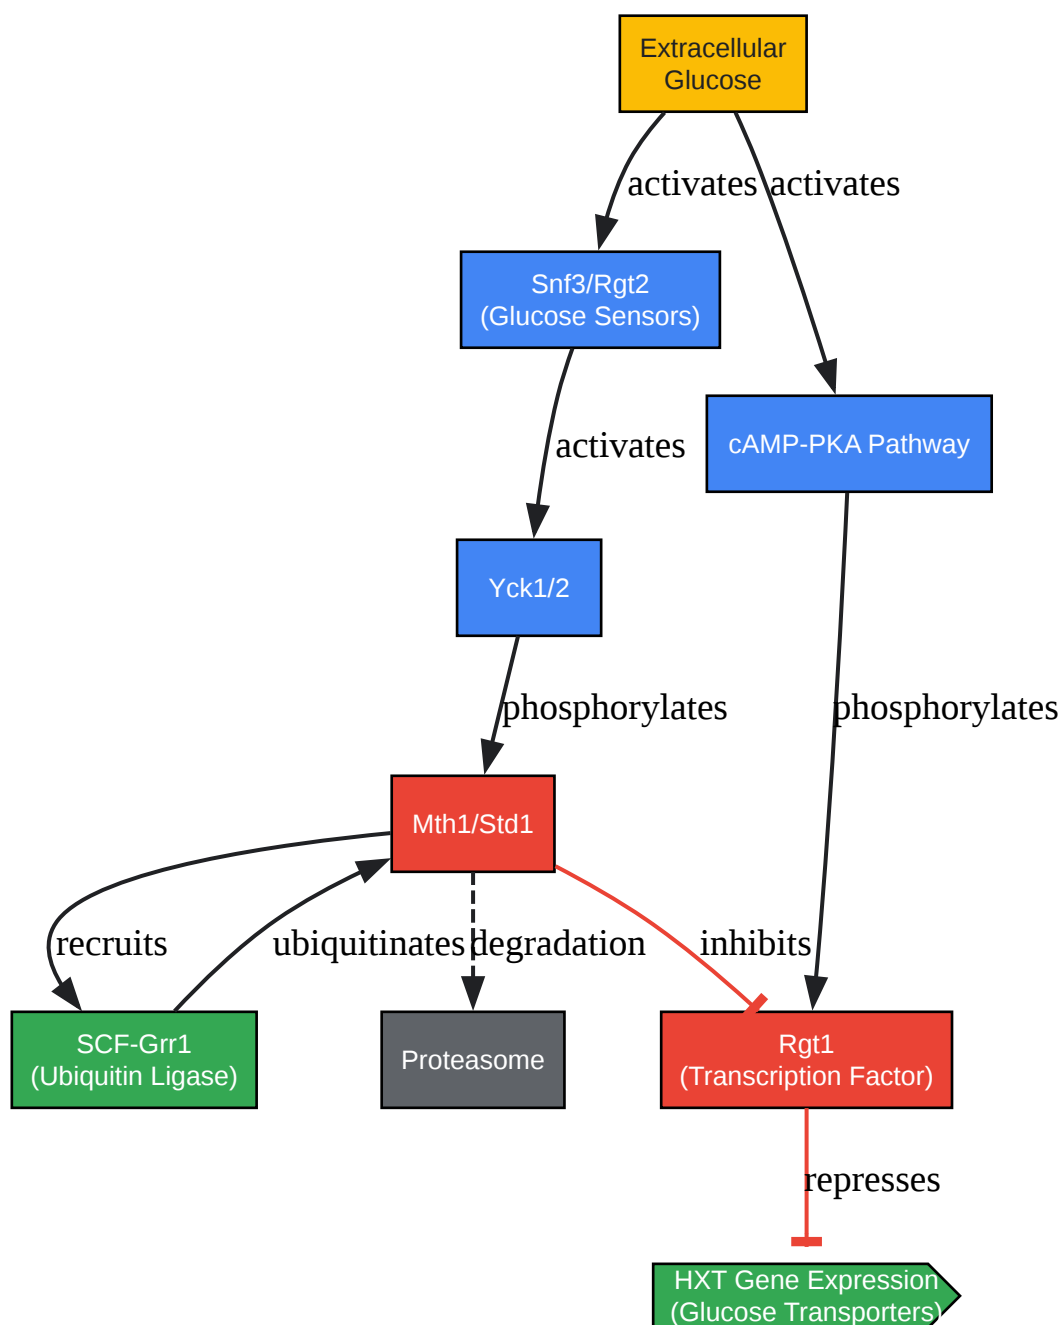 Extracellular
Glucose
activates
activates
Snf3/Rgt2
(Glucose Sensors)
activates
cAMP-PKA Pathway
Yck1/2
phosphorylates
phosphorylates
Mth1/Std1
recruits
ubiquitinates
degradation
inhibits
SCF-Grr1
(Ubiquitin Ligase)
Proteasome
Rgt1
(Transcription Factor)
represses
HXT Gene Expression
(Glucose Transporters)